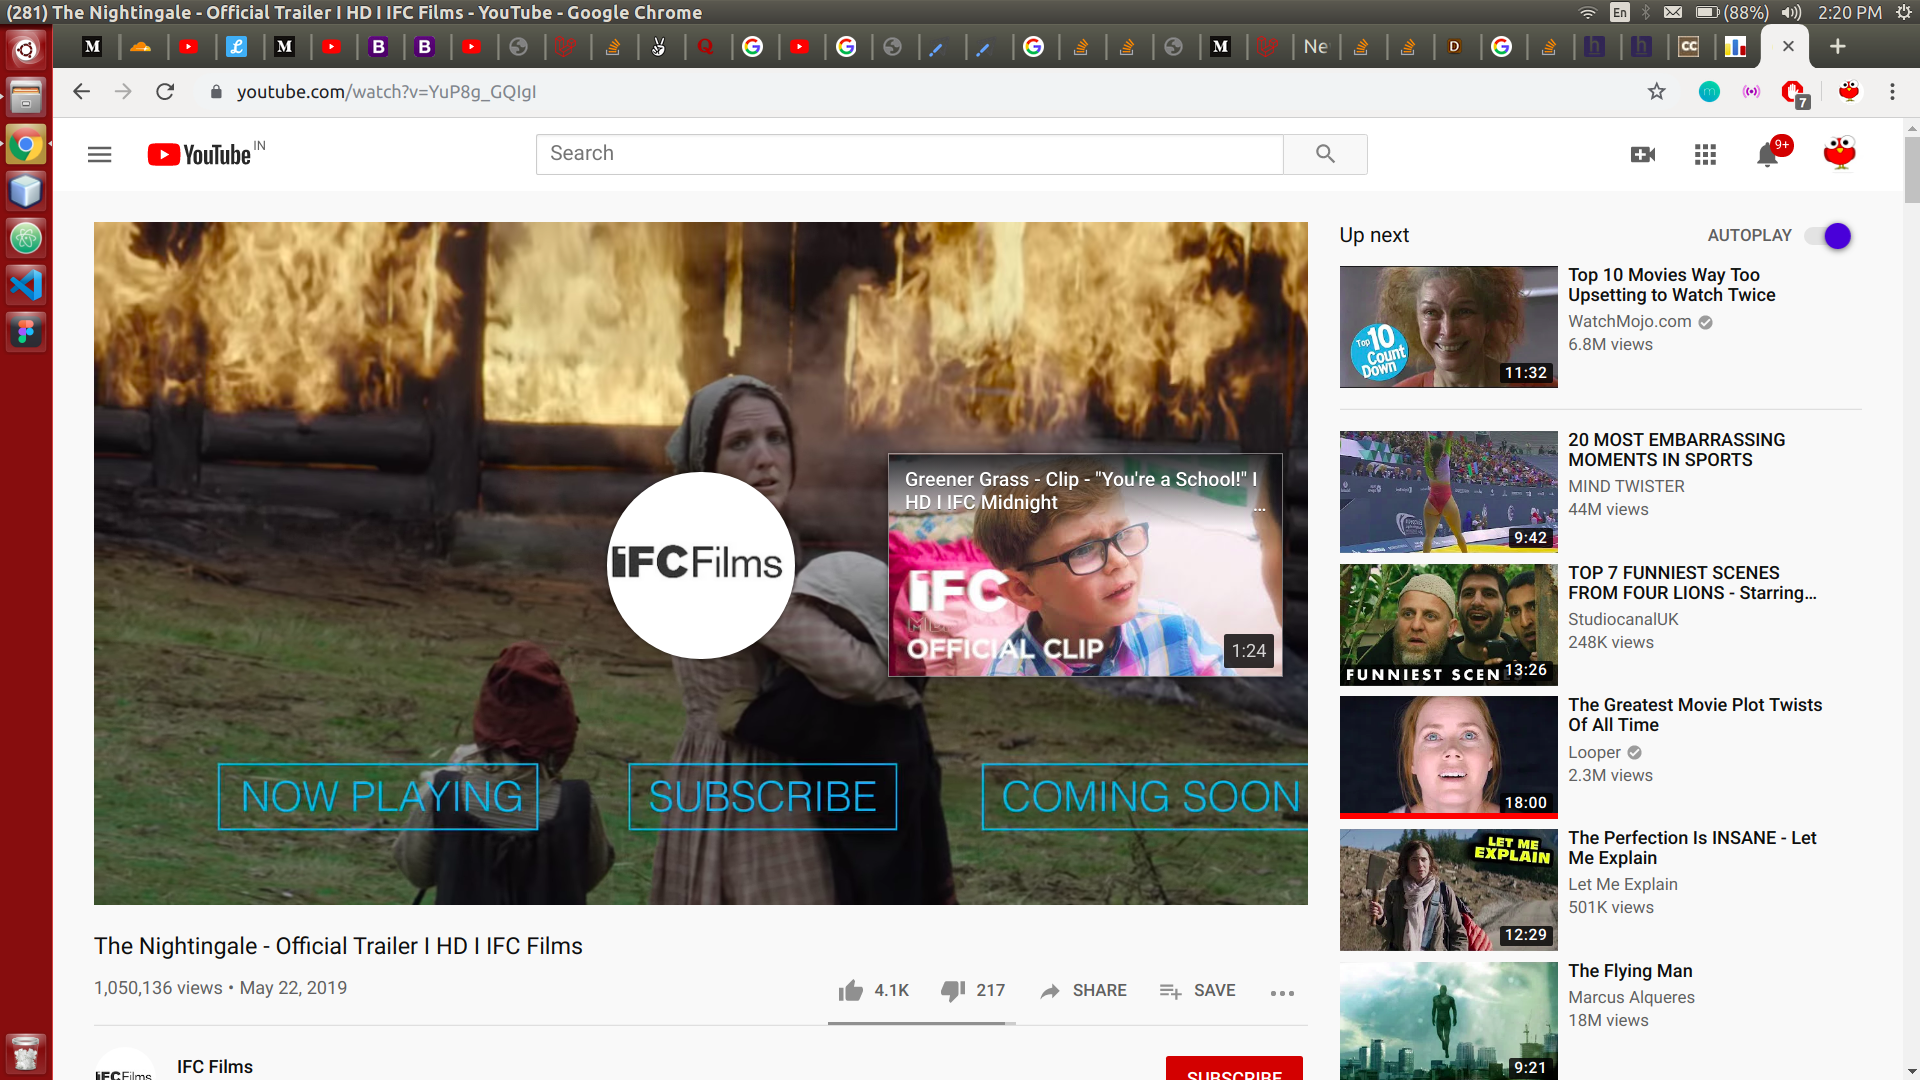 (281) The Nightingale - Official Trailer I HD I IFC Films - YouTube - Google Chrome
En
(88%)
2:20 PM
Ne
CC
youtube.com/watch?v=YuP8g_GQIgI
7
YouTube IN
Search
9+
Up next
AUTOPLAY
Top 10 Movies Way Too
Upsetting to Watch Twice
WatchMojo.com
6.8M views
Top
10
Count
Down
11:32
20 MOST EMBARRASSING
MOMENTS IN SPORTS
MIND TWISTER
44M views
9:42
TOP 7 FUNNIEST SCENES
FROM FOUR LIONS - Starring...
StudiocanalUK
248K views
FUNNIEST SCEN
13:26
The Greatest Movie Plot Twists
Of All Time
Looper
2.3M views
18:00
The Perfection Is INSANE - Let
Me Explain
Let Me Explain
501K views
LET ME
EXPLAIN
12:29
The Flying Man
Marcus Alqueres
18M views
9:21
IFC Films
Greener Grass - Clip - "You're a School!" I
HD I IFC Midnight
...
IFC
OFFICIAL CLIP
1:24
NOW PLAYING
SUBSCRIBE
COMING SOON
The Nightingale - Official Trailer I HD I IFC Films
1,050,136 views • May 22, 2019
4.1K
217
SHARE
SAVE
IFC Films
IFC Films
SUBSCRIBE